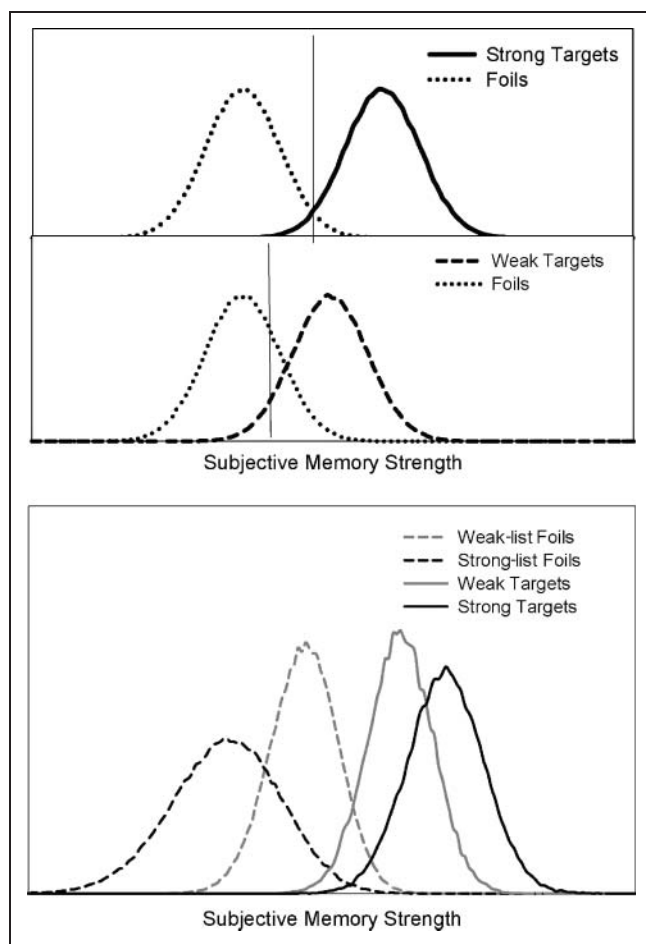 Strong Targets
Foils
Weak Targets
Foils
Subjective Memory Strength
Weak-list Foils
Strong-list Foils
Weak Targets
Strong Targets
Subjective Memory Strength